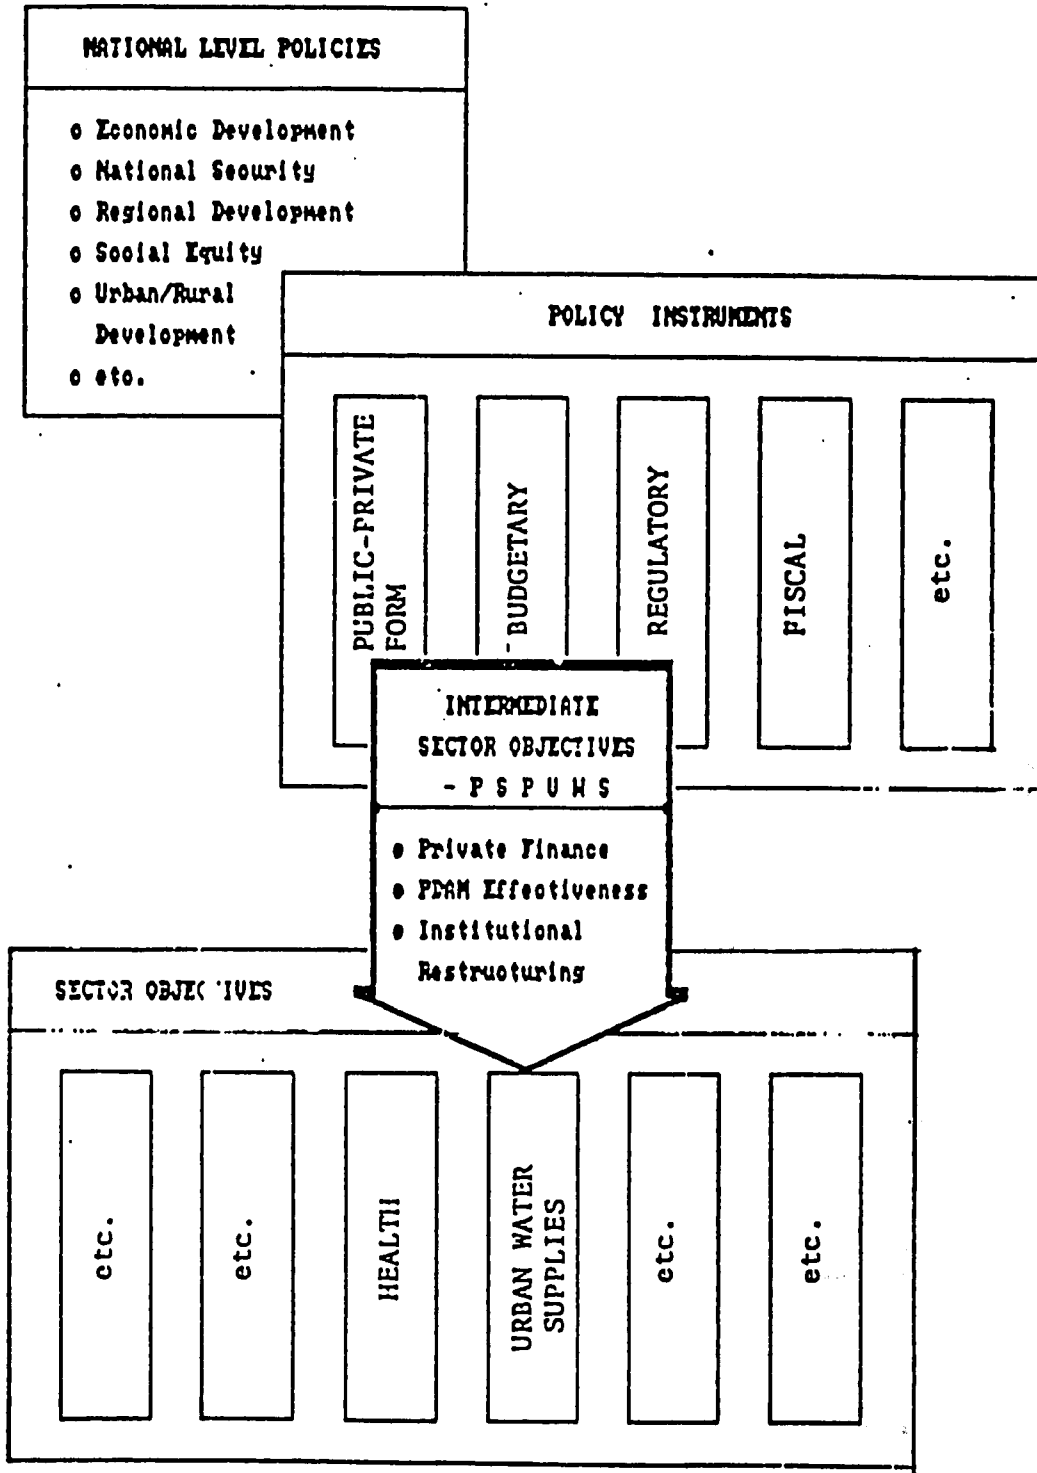 NATIONAL LEVEL POLICIES
o Economic Development
o National Security
o Regional Development
o Social Equity
o Urban/Rural
Development
o etc.
POLICY INSTRUMENTS
PUBLIC-PRIVATE
FORM
BUDGETARY
REGULATORY
FISCAL
etc.
INTERMEDIATE
SECTOR OBJECTIVES
- P S P U W S
● Private Finance
● PDAM Effectiveness
● Institutional
Restructuring
SECTOR OBJECTIVES
etc.
etc.
HEALTH
URBAN WATER
SUPPLIES
etc.
etc.